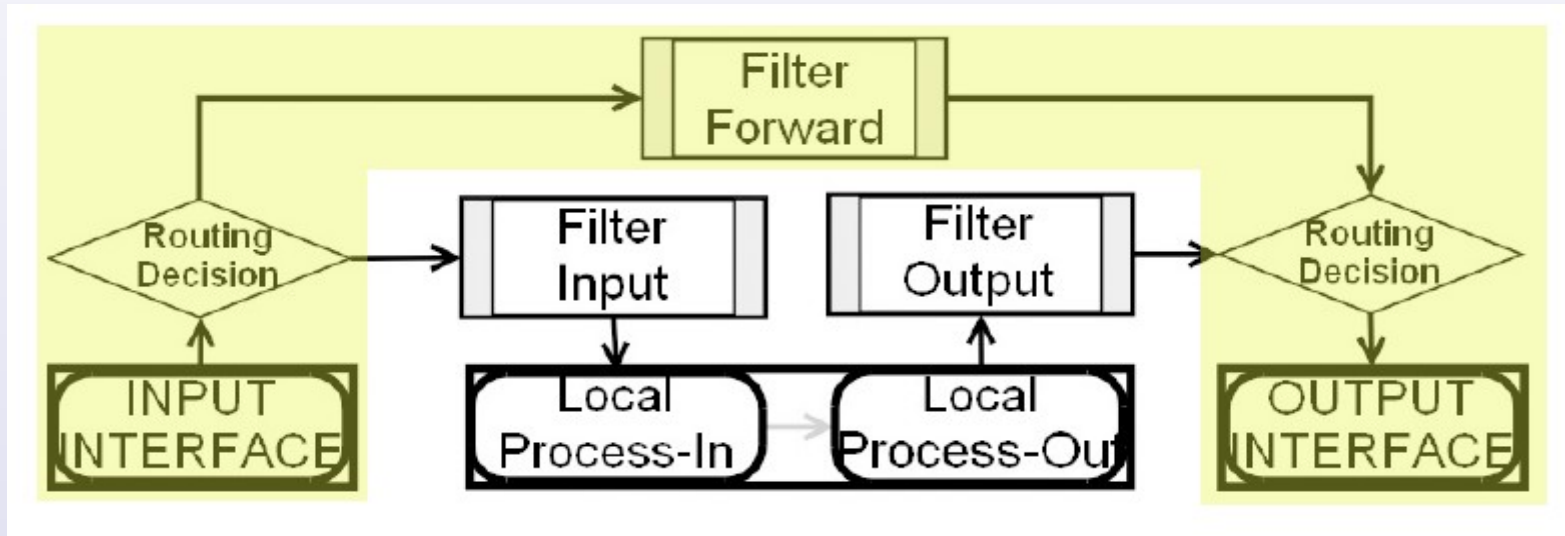 Filter
Forward
Routing
Decision
Filter
Input
Filter
Output
Routing
Decision
INPUT
INTERFACE
Local
Process-In
Local
Process-Out
OUTPUT
INTERFACE